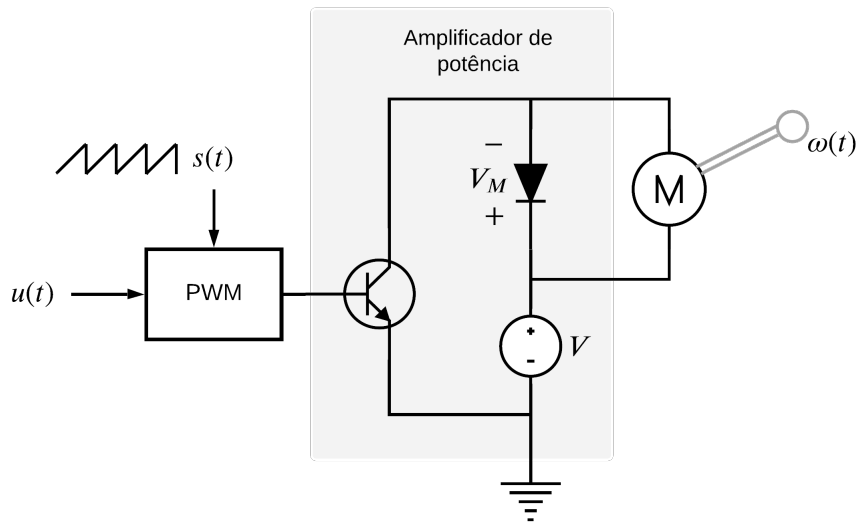 Amplificador de
potência
s(t)
ω(t)
−
V_M
+
M
u(t)
PWM
+
-
V